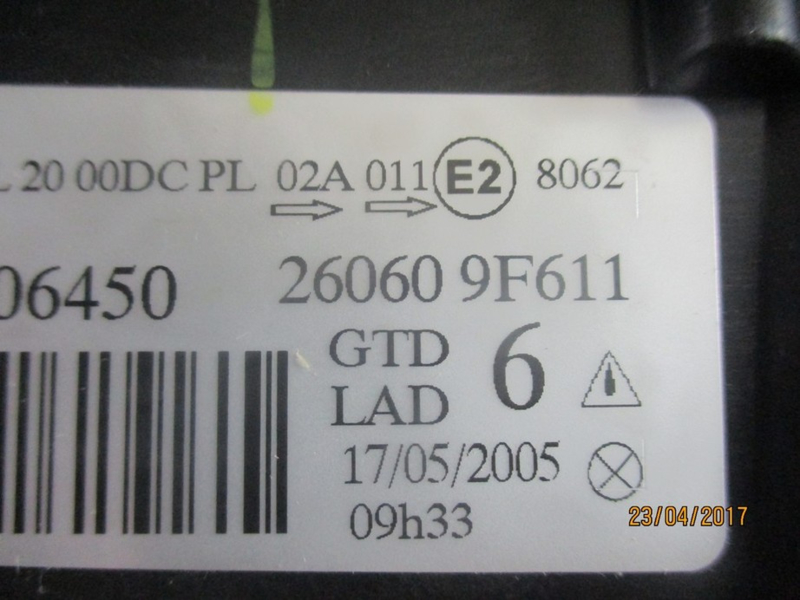 L 20 00DC PL 02A 011 E2 8062
06450 26060 9F611
GTD 6
LAD
17/05/2005
09h33
23/04/2017